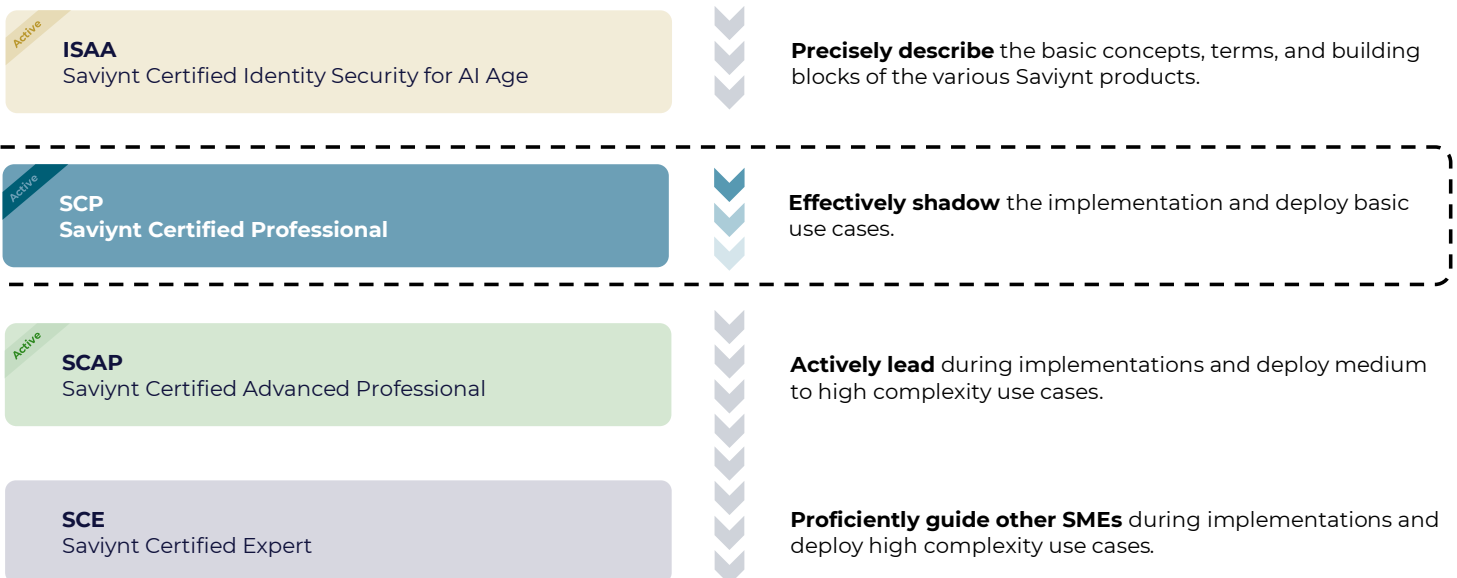 Active
ISAA
Saviynt Certified Identity Security for AI Age
Precisely describe the basic concepts, terms, and building
blocks of the various Saviynt products.
Active
SCP
Saviynt Certified Professional
Effectively shadow the implementation and deploy basic
use cases.
Active
SCAP
Saviynt Certified Advanced Professional
Actively lead during implementations and deploy medium
to high complexity use cases.
SCE
Saviynt Certified Expert
Proficiently guide other SMEs during implementations and
deploy high complexity use cases.